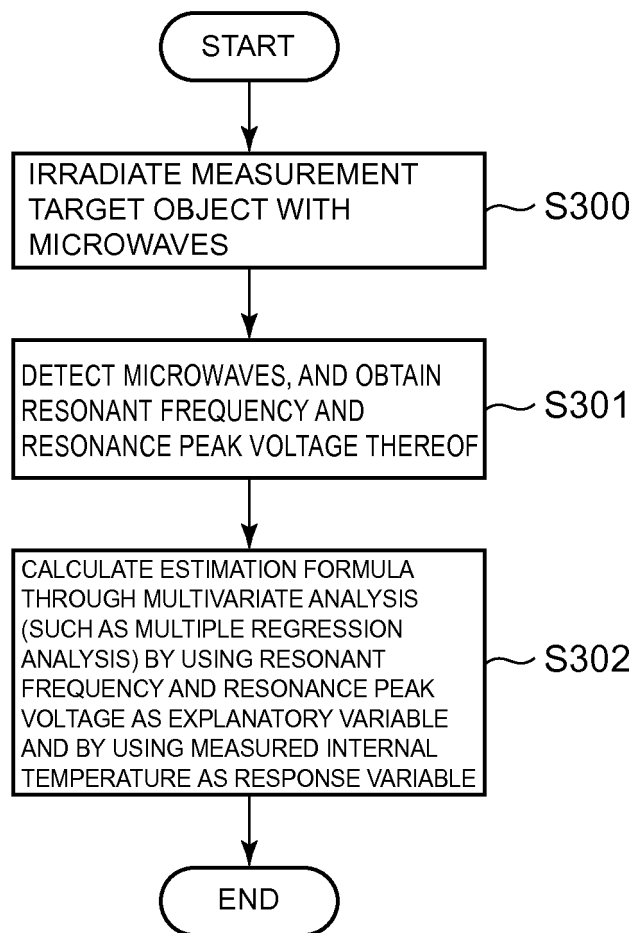 START
IRRADIATE MEASUREMENT
TARGET OBJECT WITH
MICROWAVES
S300
DETECT MICROWAVES, AND OBTAIN
RESONANT FREQUENCY AND
RESONANCE PEAK VOLTAGE THEREOF
S301
CALCULATE ESTIMATION FORMULA
THROUGH MULTIVARIATE ANALYSIS
(SUCH AS MULTIPLE REGRESSION
ANALYSIS) BY USING RESONANT
FREQUENCY AND RESONANCE PEAK
VOLTAGE AS EXPLANATORY VARIABLE
AND BY USING MEASURED INTERNAL
TEMPERATURE AS RESPONSE VARIABLE
S302
END